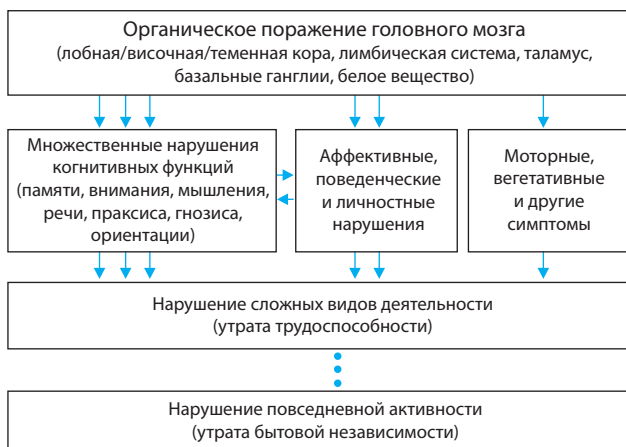 Органическое поражение головного мозга
(лобная/височная/теменная кора, лимбическая система, таламус,
базальные ганглии, белое вещество)
Множественные нарушения
когнитивных функций
(памяти, внимания, мышления,
речи, праксиса, гнозиса,
ориентации)
Аффективные,
поведенческие
и личностные
нарушения
Моторные,
вегетативные
и другие
симптомы
Нарушение сложных видов деятельности
(утрата трудоспособности)
Нарушение повседневной активности
(утрата бытовой независимости)